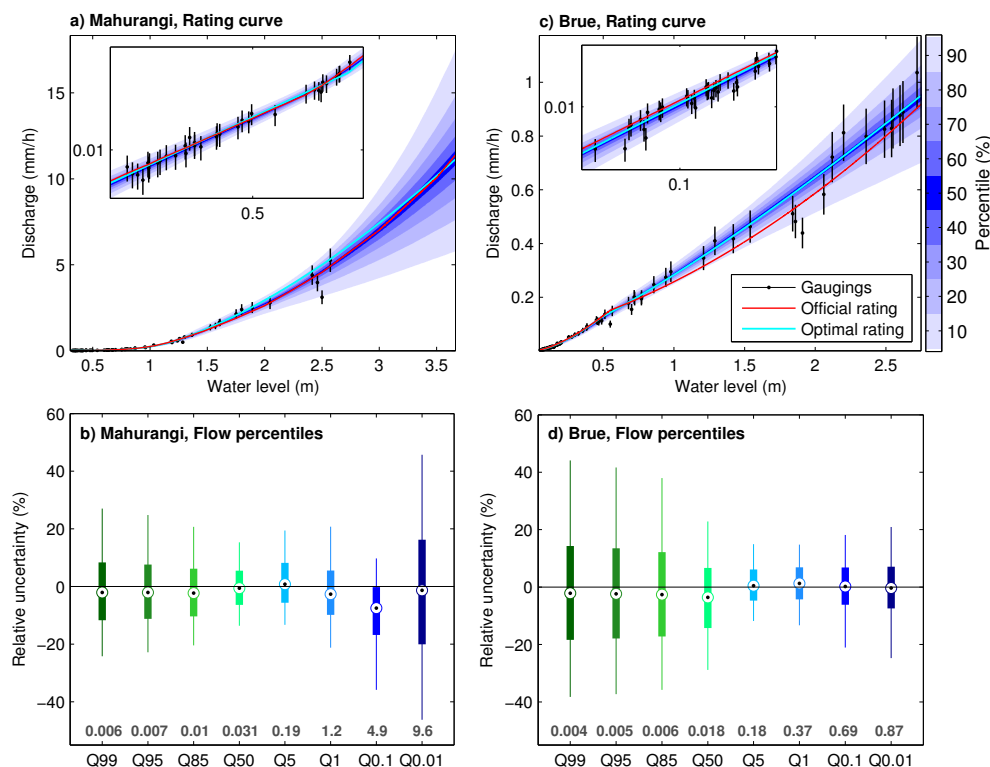 a) Mahurangi, Rating curve
15
10
5
0
Discharge (mm/h)
0.01
0.5
0.5 1 1.5 2 2.5 3 3.5
Water level (m)
c) Brue, Rating curve
1
0.8
0.6
0.4
0.2
Discharge (mm/h)
0.01
0.1
Gaugings
Official rating
Optimal rating
0.5 1 1.5 2 2.5
Water level (m)
90
80
70
60
50
40
30
20
10
Percentile (%)
b) Mahurangi, Flow percentiles
60
40
20
0
−20
−40
Relative uncertainty (%)
0.006 0.007 0.01 0.031 0.19 1.2 4.9 9.6
Q99 Q95 Q85 Q50 Q5 Q1 Q0.1 Q0.01
d) Brue, Flow percentiles
60
40
20
0
−20
−40
Relative uncertainty (%)
0.004 0.005 0.006 0.018 0.18 0.37 0.69 0.87
Q99 Q95 Q85 Q50 Q5 Q1 Q0.1 Q0.01